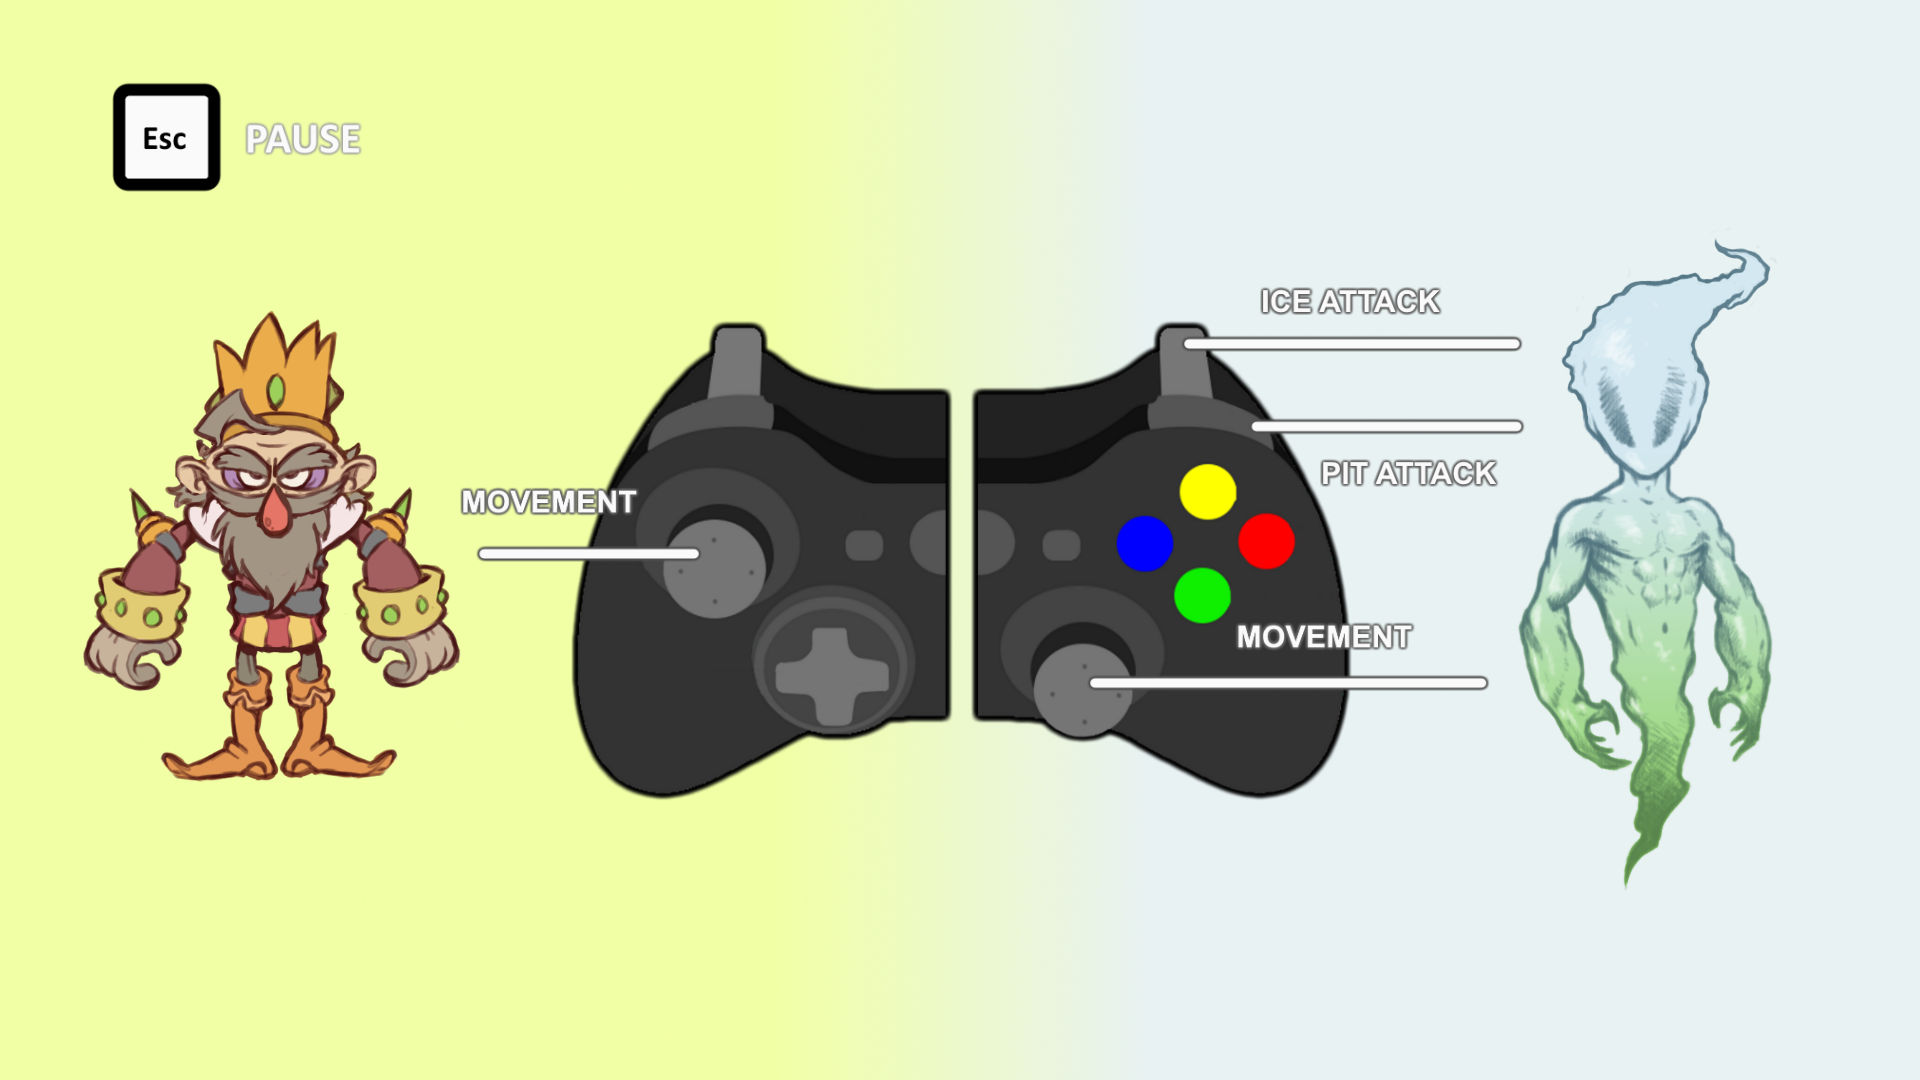 Esc
PAUSE
ICE ATTACK
PIT ATTACK
MOVEMENT
MOVEMENT